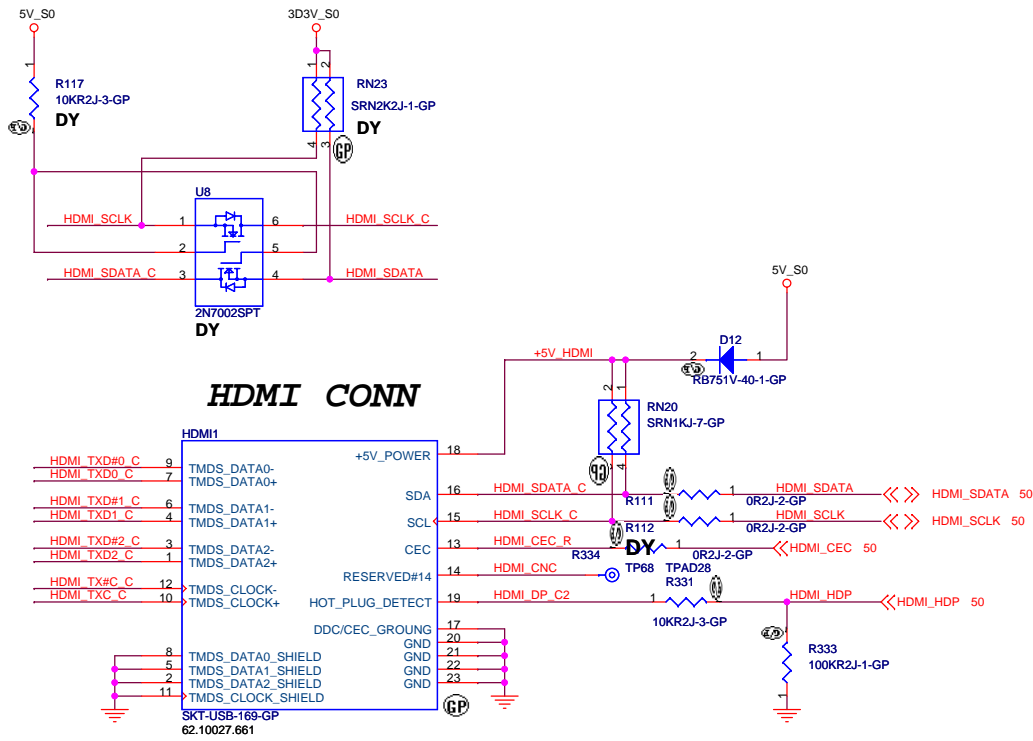 5V_S0
3D3V_S0
1
1
2
R117
10KR2J-3-GP
DY
RN23
SRN2K2J-1-GP
DY
4
3
GP
U8
HDMI_SCLK
1
6
HDMI_SCLK_C
2
5
HDMI_SDATA_C
3
4
HDMI_SDATA
2N7002SPT
DY
5V_S0
+5V_HDMI
2
D12
1
RB751V-40-1-GP
HDMI CONN
2
1
RN20
SRN1KJ-7-GP
4
HDMI1
+5V_POWER
18
HDMI_TXD#0_C
9
TMDS_DATA0-
HDMI_TXD0_C
7
TMDS_DATA0+
SDA
16
HDMI_SDATA_C
R111
1
HDMI_SDATA
0R2J-2-GP
HDMI_SDATA 50
HDMI_TXD#1_C
6
TMDS_DATA1-
HDMI_TXD1_C
4
TMDS_DATA1+
SCL
15
HDMI_SCLK_C
R112
1
HDMI_SCLK
0R2J-2-GP
HDMI_SCLK 50
HDMI_TXD#2_C
3
TMDS_DATA2-
HDMI_TXD2_C
1
TMDS_DATA2+
CEC
13
HDMI_CEC_R
R334
DY
1
0R2J-2-GP
HDMI_CEC 50
RESERVED#14
14
HDMI_CNC
TP68
TPAD28
HDMI_TX#C_C
12
TMDS_CLOCK-
HDMI_TXC_C
10
TMDS_CLOCK+
HOT_PLUG_DETECT
19
HDMI_DP_C2
1
R331
10KR2J-3-GP
HDMI_HDP
HDMI_HDP 50
DDC/CEC_GROUNG
17
GND
20
GND
21
GND
22
GND
23
8
TMDS_DATA0_SHIELD
5
TMDS_DATA1_SHIELD
2
TMDS_DATA2_SHIELD
11
TMDS_CLOCK_SHIELD
R333
100KR2J-1-GP
1
GP
SKT-USB-169-GP
62.10027.661